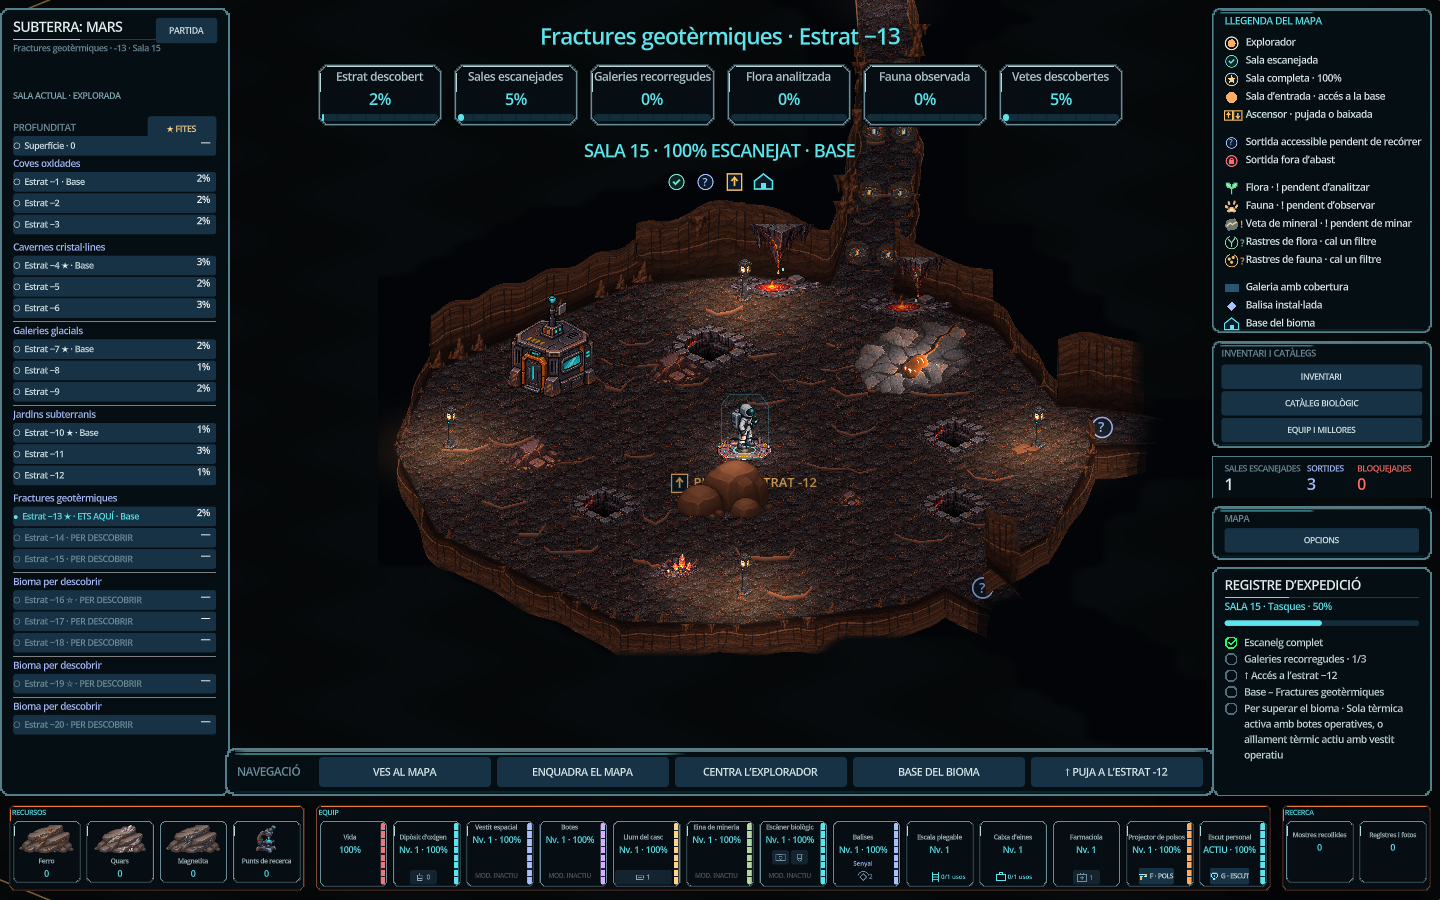 SUBTERRA: MARS
PARTIDA
Fractures geotèrmiques · -13 · Sala 15
SALA ACTUAL · EXPLORADA
PROFUNDITAT
★ FITES
Superfície · 0 —
Coves oxidades
Estrat −1 · Base 2%
Estrat −2 2%
Estrat −3 2%
Cavernes cristal·lines
Estrat −4 ★ · Base 3%
Estrat −5 2%
Estrat −6 3%
Galeries glacials
Estrat −7 ★ · Base 2%
Estrat −8 1%
Estrat −9 2%
Jardins subterranis
Estrat −10 ★ · Base 1%
Estrat −11 3%
Estrat −12 1%
Fractures geotèrmiques
Estrat −13 ★ · ETS AQUÍ · Base 2%
Estrat −14 · PER DESCOBRIR —
Estrat −15 · PER DESCOBRIR —
Bioma per descobrir
Estrat −16 ☆ · PER DESCOBRIR —
Estrat −17 · PER DESCOBRIR —
Estrat −18 · PER DESCOBRIR —
Bioma per descobrir
Estrat −19 ☆ · PER DESCOBRIR —
Bioma per descobrir
Estrat −20 · PER DESCOBRIR —
Fractures geotèrmiques · Estrat −13
Estrat descobert
2%
Sales escanejades
5%
Galeries recorregudes
0%
Flora analitzada
0%
Fauna observada
0%
Vetes descobertes
5%
SALA 15 · 100% ESCANEJAT · BASE
?
?
?
TRAT -12
NAVEGACIÓ
VES AL MAPA
ENQUADRA EL MAPA
CENTRA L'EXPLORADOR
BASE DEL BIOMA
↑ PUJA A L'ESTRAT -12
LLEGENDA DEL MAPA
Explorador
Sala escanejada
Sala completa · 100%
Sala d'entrada · accés a la base
Ascensor · pujada o baixada
? Sortida accessible pendent de recórrer
Sortida fora d'abast
Flora · ! pendent d'analitzar
Fauna · ! pendent d'observar
! Veta de mineral · ! pendent de minar
? Rastres de flora · cal un filtre
? Rastres de fauna · cal un filtre
Galeria amb cobertura
Balisa instal·lada
Base del bioma
INVENTARI I CATÀLEGS
INVENTARI
CATÀLEG BIOLÒGIC
EQUIP I MILLORES
SALES ESCANEJADES SORTIDES BLOQUEJADES
1 3 0
MAPA
OPCIONS
REGISTRE D'EXPEDICIÓ
SALA 15 · Tasques · 50%
Escaneig complet
Galeries recorregudes · 1/3
↑ Accés a l'estrat −12
Base – Fractures geotèrmiques
Per superar el bioma · Sola tèrmica
activa amb botes operatives, o
aïllament tèrmic actiu amb vestit
operatiu
RECURSOS
Ferro
0
Quars
0
Magnetita
0
Punts de recerca
0
EQUIP
Vida
100%
Dipòsit d'oxigen
Nv. 1 · 100%
0
Vestit espacial
Nv. 1 · 100%
MOD. INACTIU
Botes
Nv. 1 · 100%
MOD. INACTIU
Llum del casc
Nv. 1 · 100%
1
Eina de mineria
Nv. 1 · 100%
MOD. INACTIU
Escàner biològic
Nv. 1 · 100%
MOD. INACTIU
Balises
Nv. 1 · 100%
Senyal
2
Escala plegable
Nv. 1
0/1 usos
Caixa d'eines
Nv. 1
0/1 usos
Farmaciola
Nv. 1
1
Projector de polsos
Nv. 1 · 100%
F · POLS
Escut personal
ACTIU · 100%
G · ESCUT
RECERCA
Mostres recollides
0
Registres i fotos
0